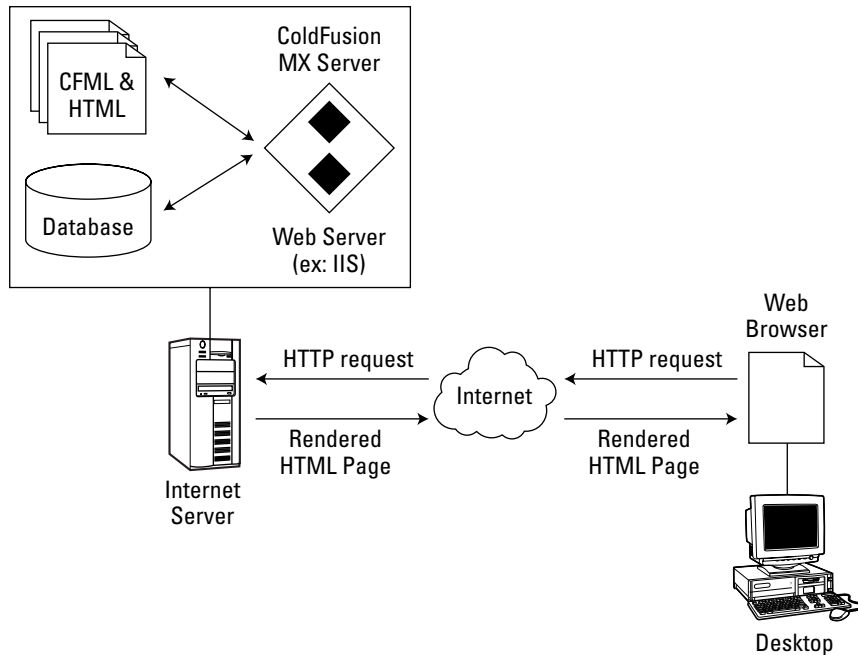 CFML &
HTML
Database
ColdFusion
MX Server
Web Server
(ex: IIS)
Web
Browser
HTTP request
Internet
HTTP request
Rendered
HTML Page
Rendered
HTML Page
Internet
Server
Desktop